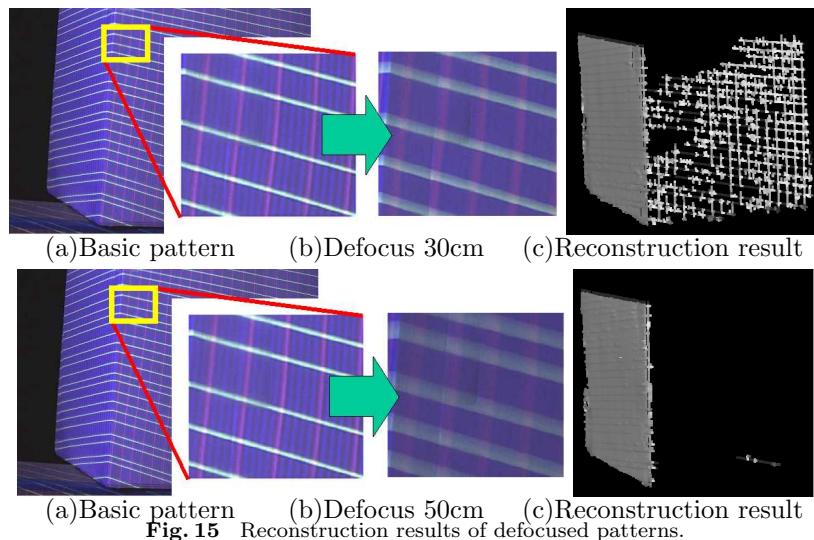 (a)Basic pattern (b)Defocus 30cm (c)Reconstruction result
(a)Basic pattern (b)Defocus 50cm (c)Reconstruction result
Fig. 15 Reconstruction results of defocused patterns.